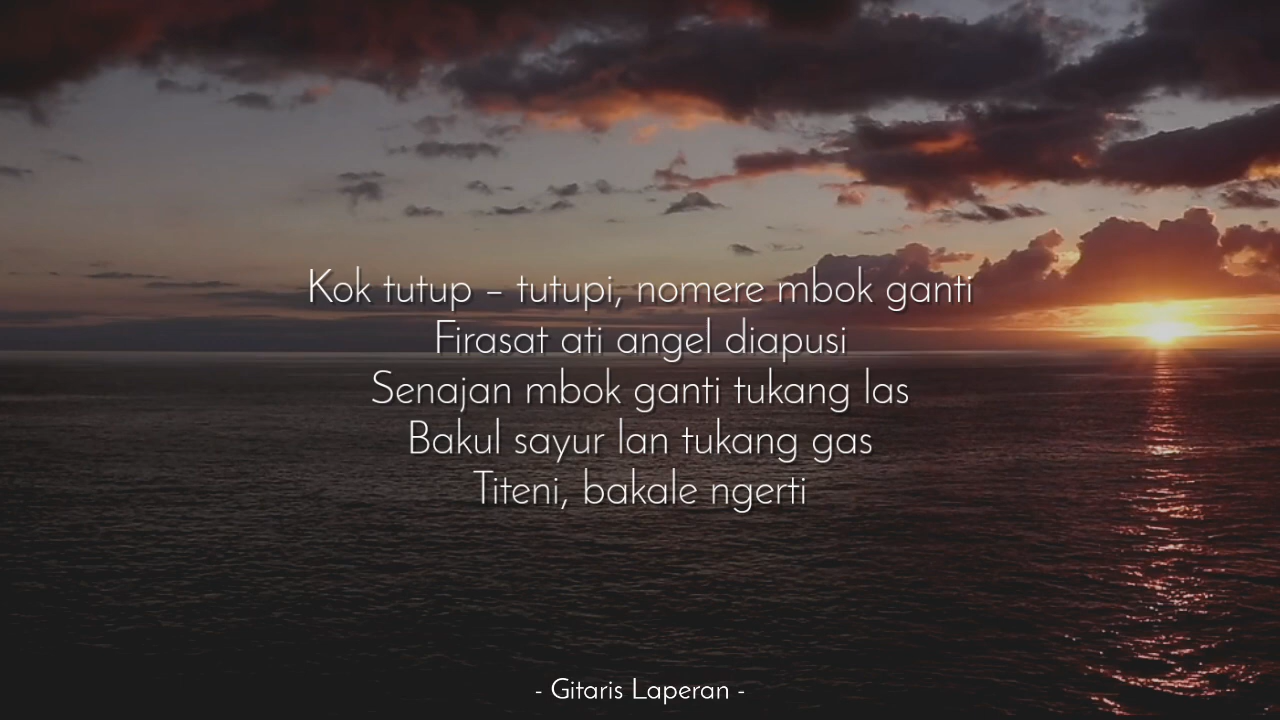 Kok tutup – tutupi, nomere mbok ganti
Firasat ati angel diapusi
Senajan mbok ganti tukang las
Bakul sayur lan tukang gas
Titeni, bakale ngerti
- Gitaris Laperan -